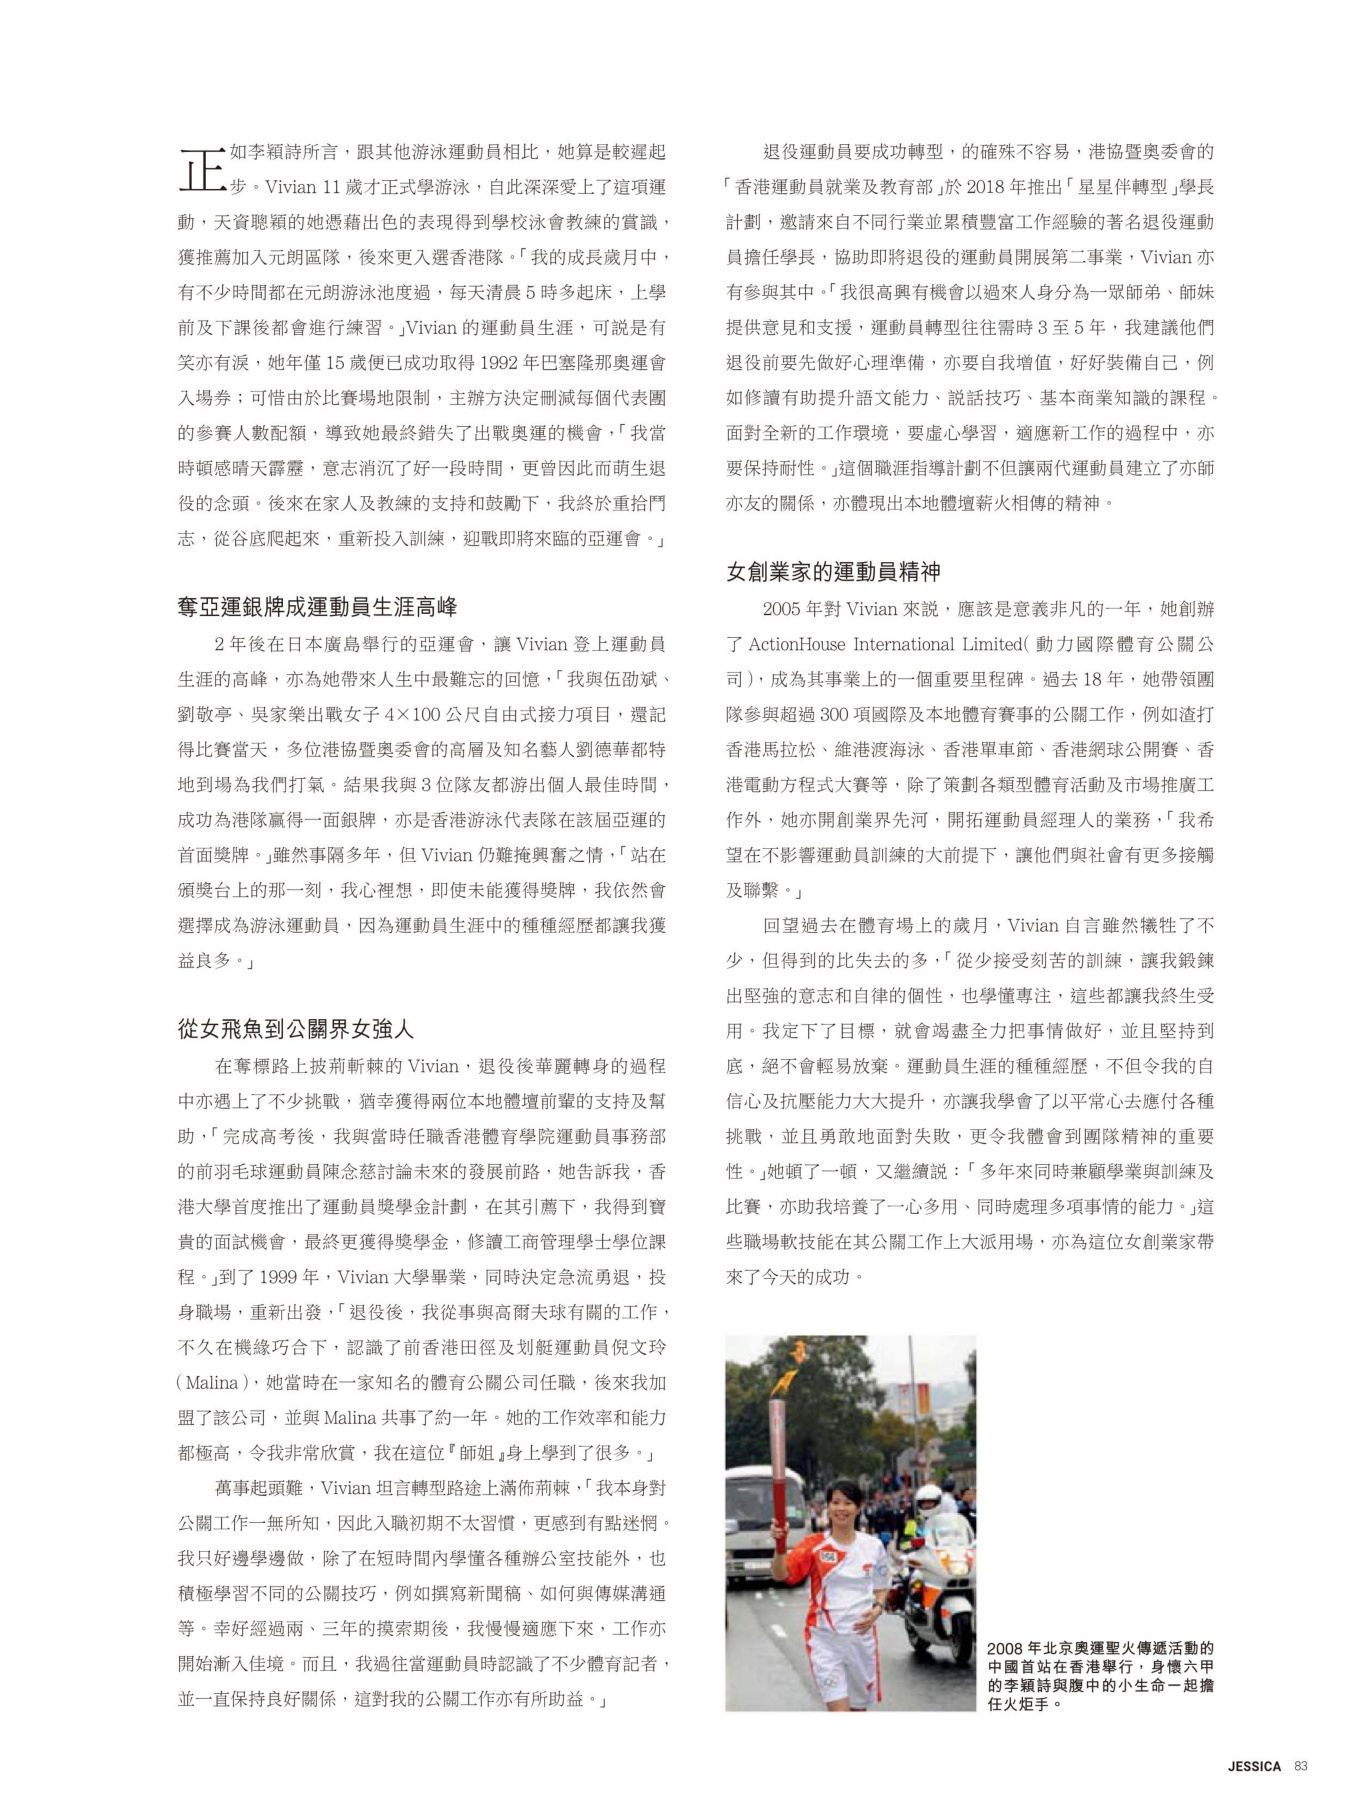 正如李穎詩所言，跟其他游泳運動員相比，她算是較遲起
步。Vivian 11 歲才正式學游泳，自此深深愛上了這項運
動，天資聰穎的她憑藉出色的表現得到學校泳會教練的賞識，
獲推薦加入元朗區隊，後來更入選香港隊。「我的成長歲月中，
有不少時間都在元朗游泳池度過，每天清晨 5 時多起床，上學
前及下課後都會進行練習。」Vivian 的運動員生涯，可說是有
笑亦有淚，她年僅 15 歲便已成功取得 1992 年巴塞隆那奧運會
入場券；可惜由於比賽場地限制，主辦方決定刪減每個代表團
的參賽人數配額，導致她最終錯失了出戰奧運的機會，「我當
時頓感晴天霹靂，意志消沉了好一段時間，更曾因此而萌生退
役的念頭。後來在家人及教練的支持和鼓勵下，我終於重拾鬥
志，從谷底爬起來，重新投入訓練，迎戰即將來臨的亞運會。」
奪亞運銀牌成運動員生涯高峰
2 年後在日本廣島舉行的亞運會，讓 Vivian 登上運動員
生涯的高峰，亦為她帶來人生中最難忘的回憶，「我與伍劭斌、
劉敬亭、吳家樂出戰女子 4×100 公尺自由式接力項目，還記
得比賽當天，多位港協暨奧委會的高層及知名藝人劉德華都特
地到場為我們打氣。結果我與 3 位隊友都游出個人最佳時間，
成功為港隊贏得一面銀牌，亦是香港游泳代表隊在該屆亞運的
首面獎牌。」雖然事隔多年，但 Vivian 仍難掩興奮之情，「站在
頒獎台上的那一刻，我心裡想，即使未能獲得獎牌，我依然會
選擇成為游泳運動員，因為運動員生涯中的種種經歷都讓我獲
益良多。」
從女飛魚到公關界女強人
在奪標路上披荊斬棘的 Vivian，退役後華麗轉身的過程
中亦遇上了不少挑戰，猶幸獲得兩位本地體壇前輩的支持及幫
助，「完成高考後，我與當時任職香港體育學院運動員事務部
的前羽毛球運動員陳念慈討論未來的發展前路，她告訴我，香
港大學首度推出了運動員獎學金計劃，在其引薦下，我得到寶
貴的面試機會，最終更獲得獎學金，修讀工商管理學士學位課
程。」到了 1999 年，Vivian 大學畢業，同時決定急流勇退，投
身職場，重新出發，「退役後，我從事與高爾夫球有關的工作，
不久在機緣巧合下，認識了前香港田徑及划艇運動員倪文玲
（Malina），她當時在一家知名的體育公關公司任職，後來我加
盟了該公司，並與 Malina 共事了約一年。她的工作效率和能力
都極高，令我非常欣賞，我在這位『師姐』身上學到了很多。」
萬事起頭難，Vivian 坦言轉型路途上滿佈荊棘，「我本身對
公關工作一無所知，因此入職初期不太習慣，更感到有點迷惘。
我只好邊學邊做，除了在短時間內學懂各種辦公室技能外，也
積極學習不同的公關技巧，例如撰寫新聞稿、如何與傳媒溝通
等。幸好經過兩、三年的摸索期後，我慢慢適應下來，工作亦
開始漸入佳境。而且，我過往當運動員時認識了不少體育記者，
並一直保持良好關係，這對我的公關工作亦有所助益。」
退役運動員要成功轉型，的確殊不容易，港協暨奧委會的
「香港運動員就業及教育部」於 2018 年推出「星星伴轉型」學長
計劃，邀請來自不同行業並累積豐富工作經驗的著名退役運動
員擔任學長，協助即將退役的運動員開展第二事業，Vivian 亦
有參與其中。「我很高興有機會以過來人身分為一眾師弟、師妹
提供意見和支援，運動員轉型往往需時 3 至 5 年，我建議他們
退役前要先做好心理準備，亦要自我增值，好好裝備自己，例
如修讀有助提升語文能力、說話技巧、基本商業知識的課程。
面對全新的工作環境，要虛心學習，適應新工作的過程中，亦
要保持耐性。」這個職涯指導計劃不但讓兩代運動員建立了亦師
亦友的關係，亦體現出本地體壇薪火相傳的精神。
女創業家的運動員精神
2005 年對 Vivian 來說，應該是意義非凡的一年，她創辦
了 ActionHouse International Limited（動力國際體育公關公
司），成為其事業上的一個重要里程碑。過去 18 年，她帶領團
隊參與超過 300 項國際及本地體育賽事的公關工作，例如渣打
香港馬拉松、維港渡海泳、香港單車節、香港網球公開賽、香
港電動方程式大賽等，除了策劃各類型體育活動及市場推廣工
作外，她亦開創業界先河，開拓運動員經理人的業務，「我希
望在不影響運動員訓練的大前提下，讓他們與社會有更多接觸
及聯繫。」
回望過去在體育場上的歲月，Vivian 自言雖然犧牲了不
少，但得到的比失去的多，「從少接受刻苦的訓練，讓我鍛鍊
出堅強的意志和自律的個性，也學懂專注，這些都讓我終生受
用。我定下了目標，就會竭盡全力把事情做好，並且堅持到
底，絕不會輕易放棄。運動員生涯的種種經歷，不但令我的自
信心及抗壓能力大大提升，亦讓我學會了以平常心去應付各種
挑戰，並且勇敢地面對失敗，更令我體會到團隊精神的重要
性。」她頓了一頓，又繼續說：「多年來同時兼顧學業與訓練及
比賽，亦助我培養了一心多用、同時處理多項事情的能力。」這
些職場軟技能在其公關工作上大派用場，亦為這位女創業家帶
來了今天的成功。
2008 年北京奧運聖火傳遞活動的
中國首站在香港舉行，身懷六甲
的李穎詩與腹中的小生命一起擔
任火炬手。
JESSICA 83